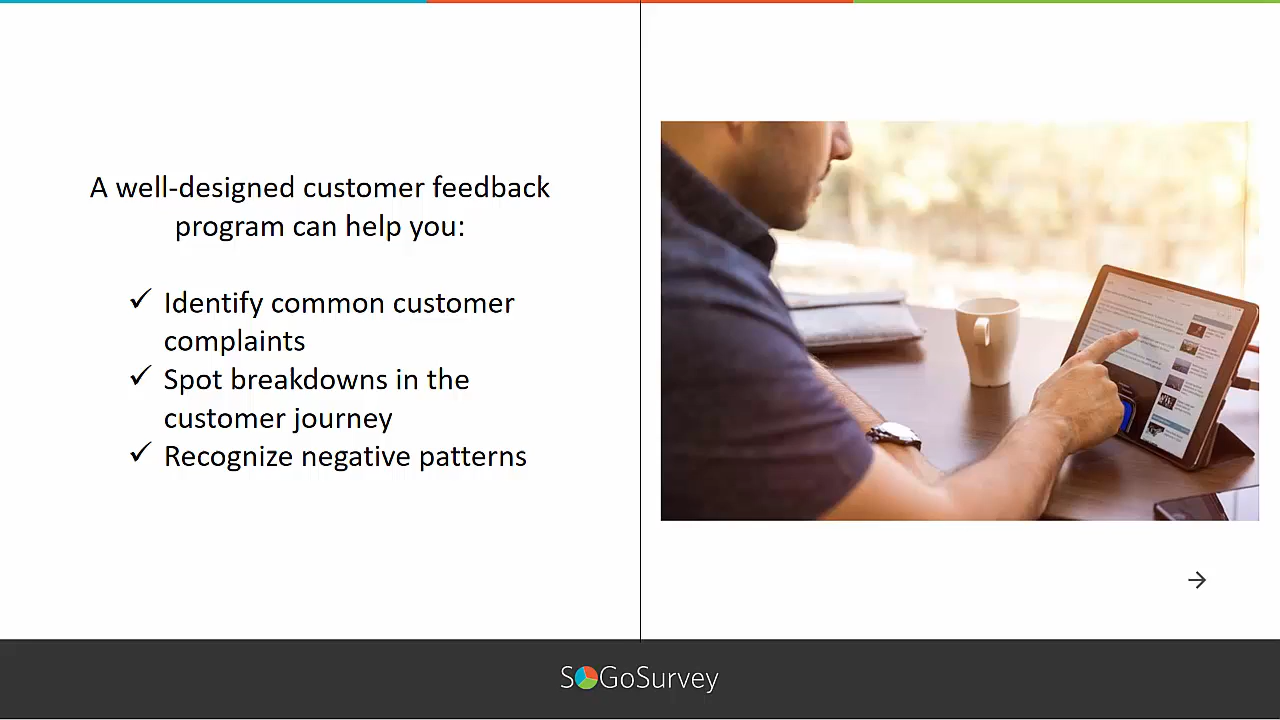 A well-designed customer feedback
program can help you:
✓ Identify common customer
complaints
✓ Spot breakdowns in the
customer journey
✓ Recognize negative patterns
SoGoSurvey